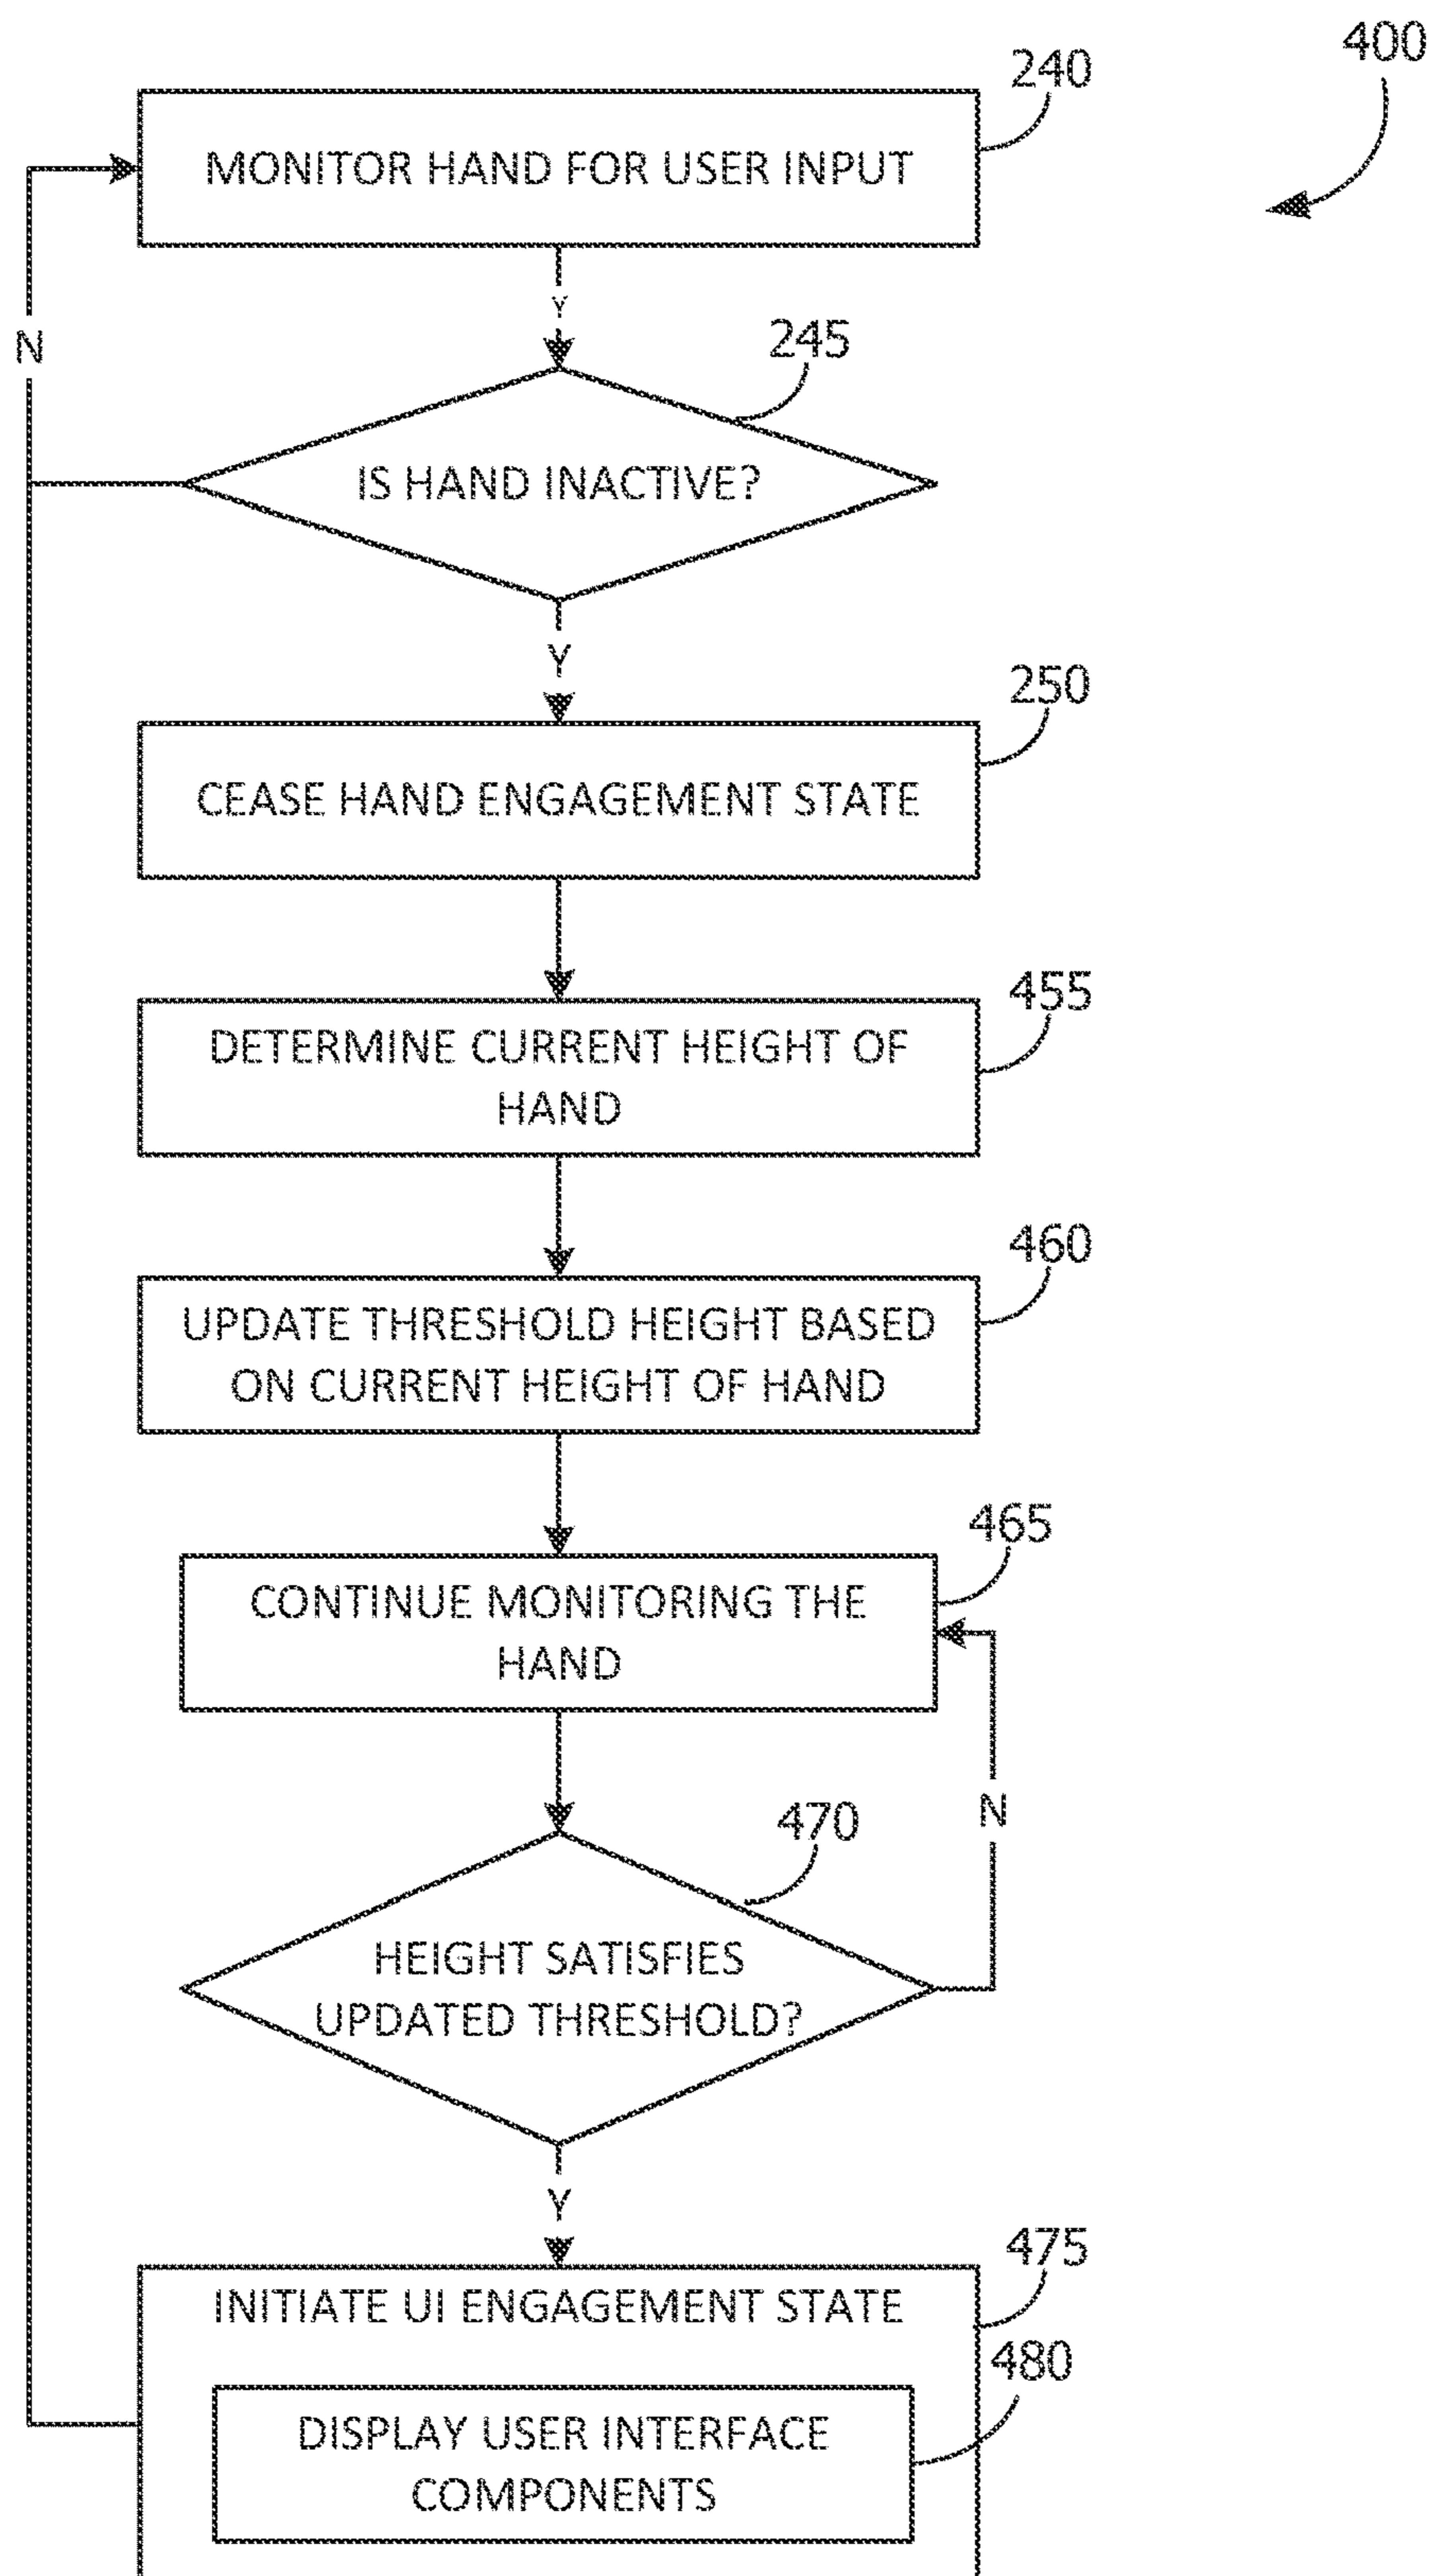 400
240
MONITOR HAND FOR USER INPUT
Y
N
245
IS HAND INACTIVE?
Y
250
CEASE HAND ENGAGEMENT STATE
455
DETERMINE CURRENT HEIGHT OF
HAND
460
UPDATE THRESHOLD HEIGHT BASED
ON CURRENT HEIGHT OF HAND
465
CONTINUE MONITORING THE
HAND
N
470
HEIGHT SATISFIES
UPDATED THRESHOLD?
Y
475
INITIATE UI ENGAGEMENT STATE
480
DISPLAY USER INTERFACE
COMPONENTS